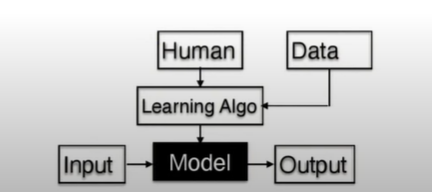 Human
Data
Learning Algo
Input
Model
Output